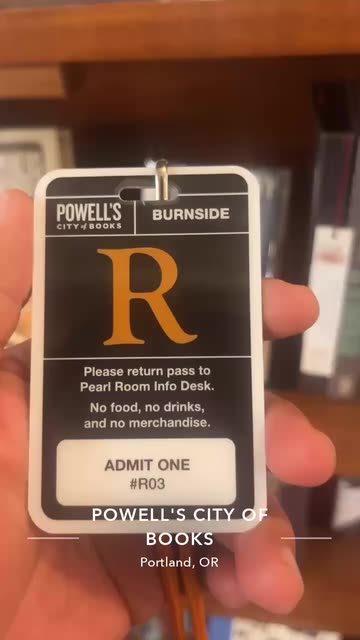 POWELL'S
CITY of BOOKS
BURNSIDE
R
Please return pass to
Pearl Room Info Desk.
No food, no drinks,
and no merchandise.
ADMIT ONE
#R03
POWELL'S CITY OF
BOOKS
Portland, OR